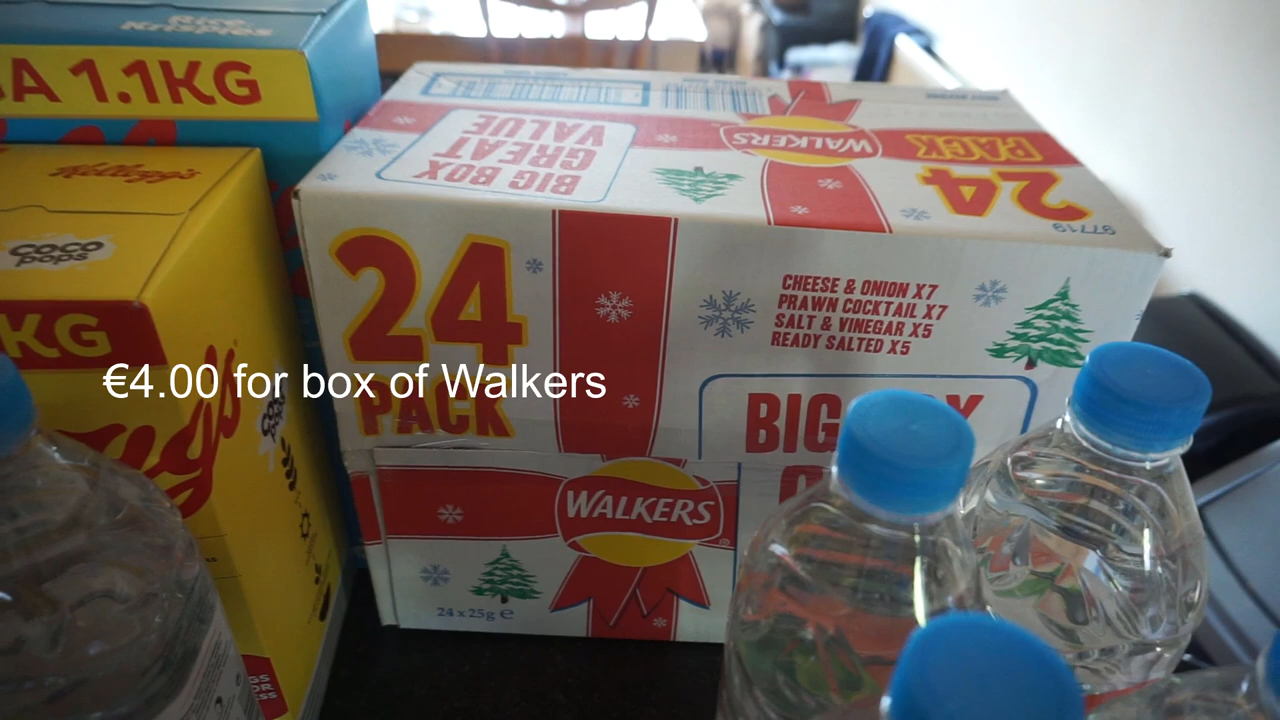 Rice
Krispies
A 1.1KG
Kellogg's
COCO
POPS
KG
BIG BOX
GREAT
VALUE
WALKERS
24
PACK
97719
24
PACK
CHEESE & ONION X7
PRAWN COCKTAIL X7
SALT & VINEGAR X5
READY SALTED X5
€4.00 for box of Walkers
BIG
WALKERS
24 x 25g e